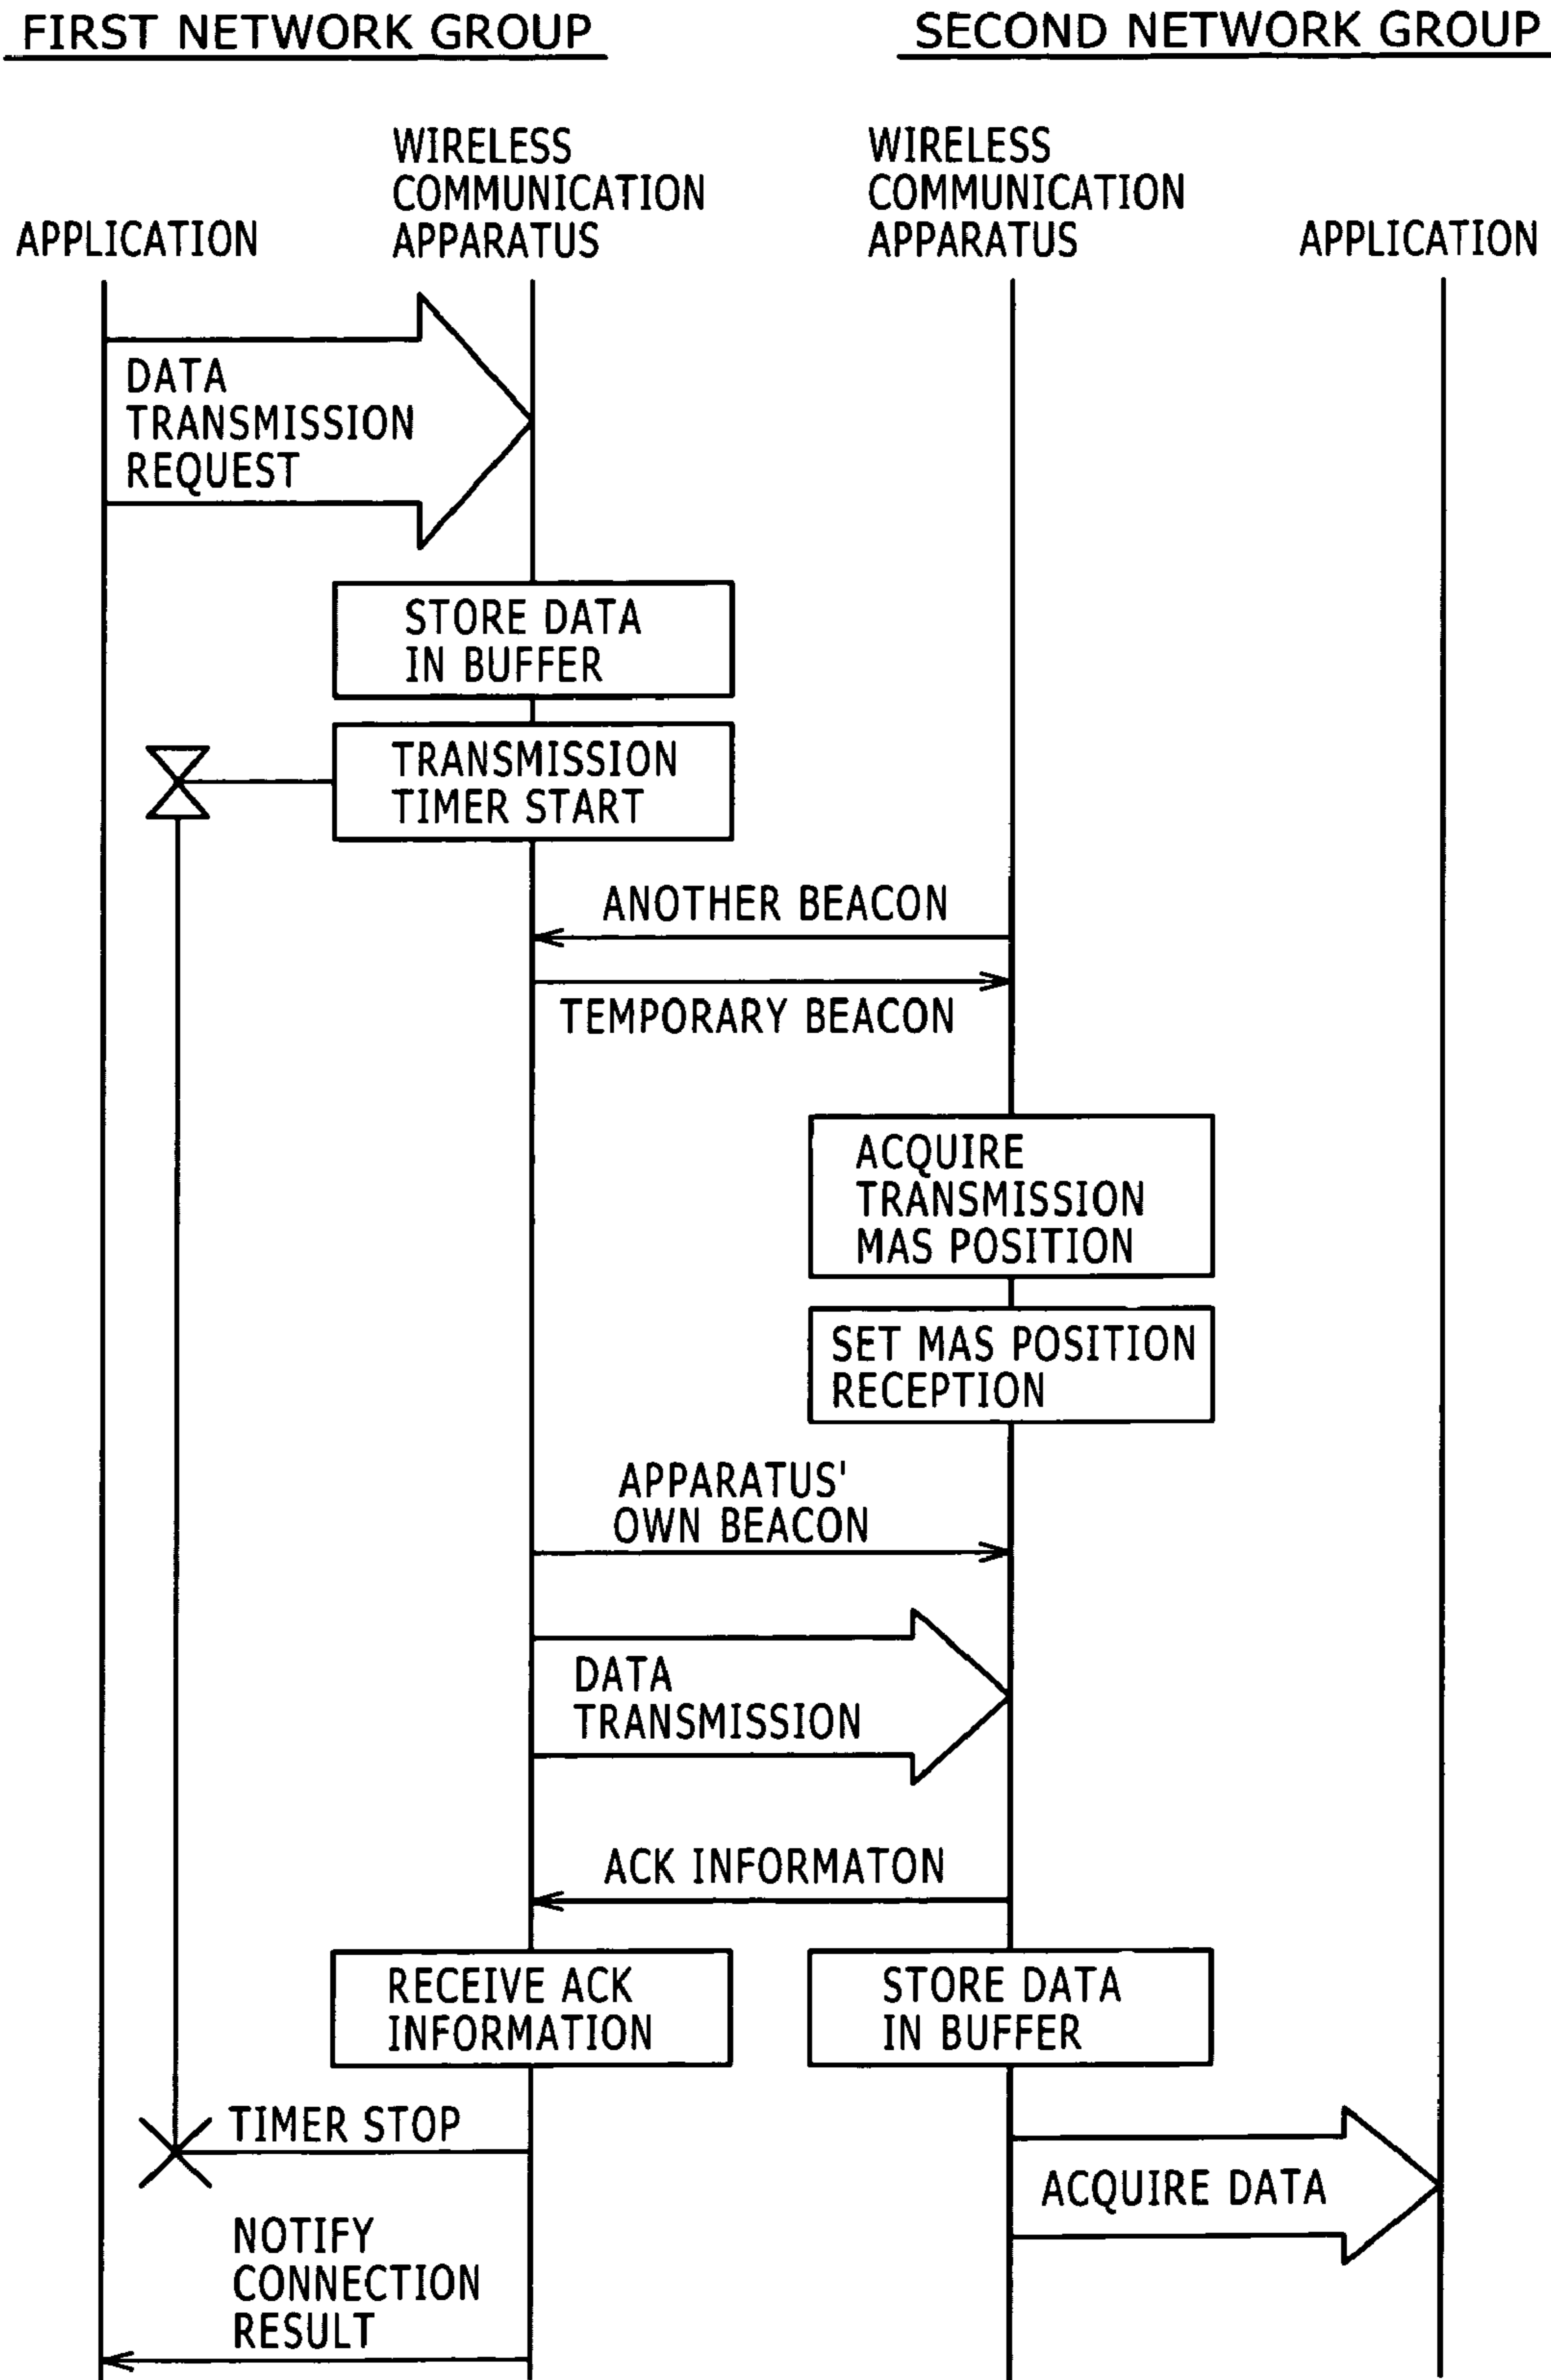 FIRST NETWORK GROUP
SECOND NETWORK GROUP
APPLICATION
WIRELESS
COMMUNICATION
APPARATUS
WIRELESS
COMMUNICATION
APPARATUS
APPLICATION
DATA
TRANSMISSION
REQUEST
STORE DATA
IN BUFFER
TRANSMISSION
TIMER START
ANOTHER BEACON
TEMPORARY BEACON
ACQUIRE
TRANSMISSION
MAS POSITION
SET MAS POSITION
RECEPTION
APPARATUS'
OWN BEACON
DATA
TRANSMISSION
ACK INFORMATON
RECEIVE ACK
INFORMATION
STORE DATA
IN BUFFER
TIMER STOP
ACQUIRE DATA
NOTIFY
CONNECTION
RESULT